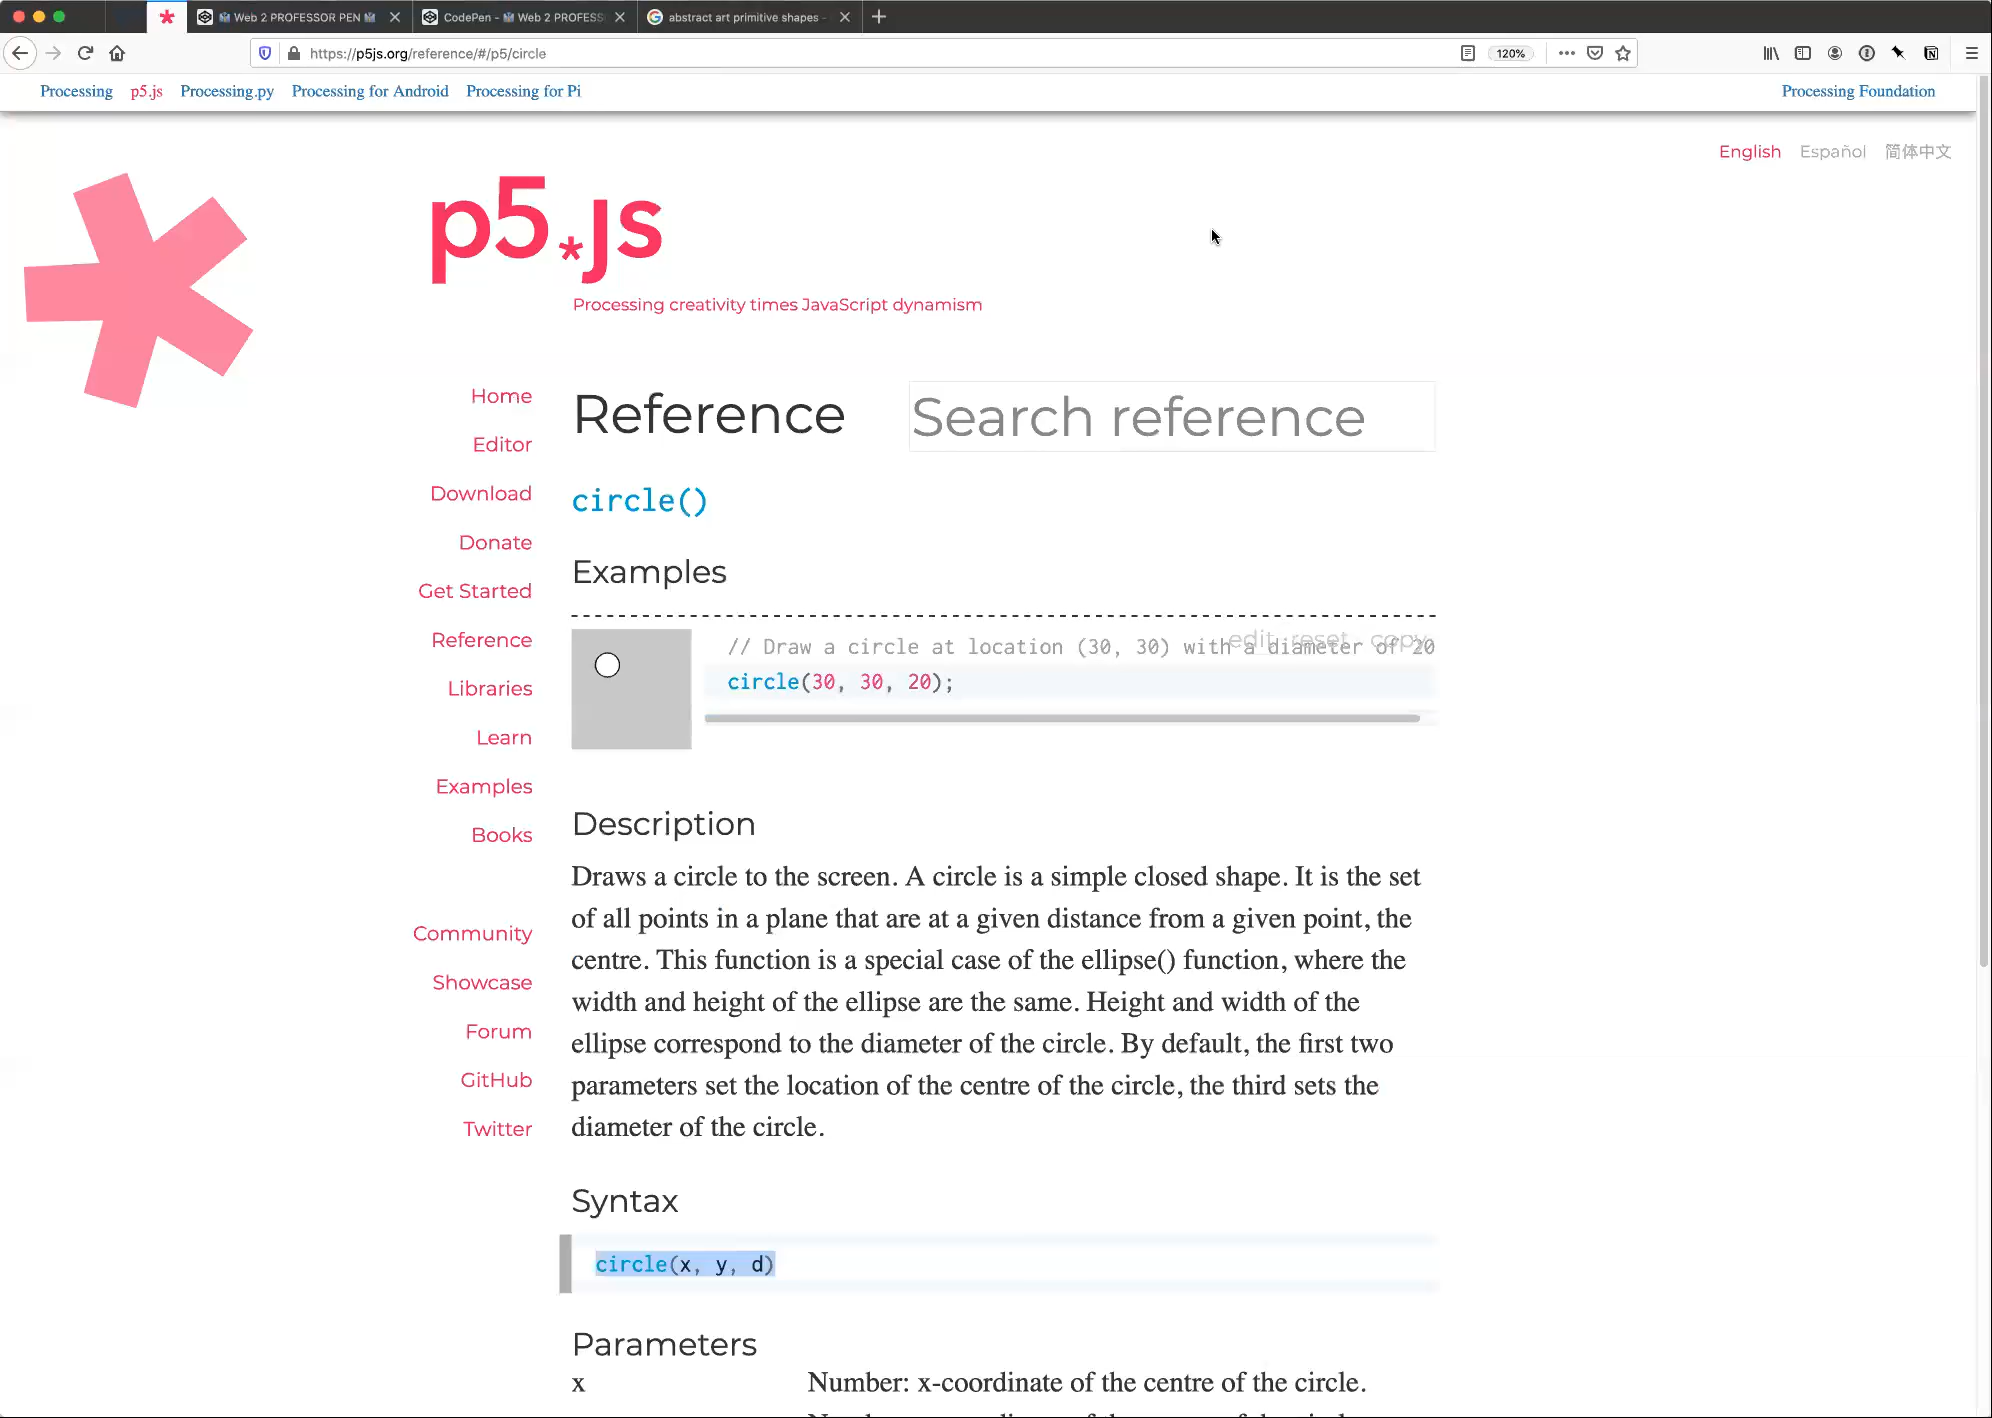 Web 2 PROFESSOR PEN
CodePen - Web 2 PROFESS
abstract art primitive shapes -
https://p5js.org/reference/#/p5/circle
120%
Processing p5.js Processing.py Processing for Android Processing for Pi
Processing Foundation
English Español 简体中文
p5.*js
Processing creativity times JavaScript dynamism
Home
Editor
Download
Donate
Get Started
Reference
Libraries
Learn
Examples
Books
Community
Showcase
Forum
GitHub
Twitter
Reference
Search reference
circle()
Examples
edit reset copy
// Draw a circle at location (30, 30) with a diameter of 20
circle(30, 30, 20);
Description
Draws a circle to the screen. A circle is a simple closed shape. It is the set
of all points in a plane that are at a given distance from a given point, the
centre. This function is a special case of the ellipse() function, where the
width and height of the ellipse are the same. Height and width of the
ellipse correspond to the diameter of the circle. By default, the first two
parameters set the location of the centre of the circle, the third sets the
diameter of the circle.
Syntax
circle(x, y, d)
Parameters
x Number: x-coordinate of the centre of the circle.